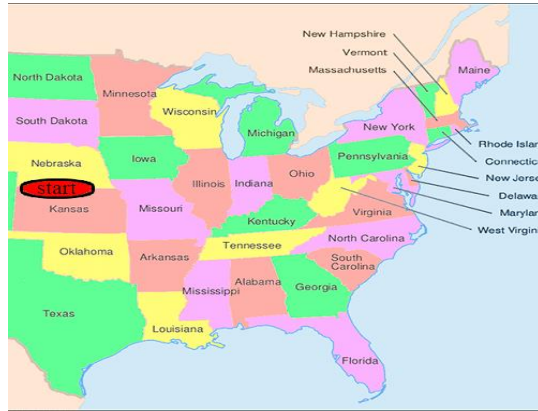 New Hampshire
Vermont
Massachusetts
Maine
North Dakota
Minnesota
South Dakota
Wisconsin
Michigan
New York
Rhode Islar
Connectic
New Jerse
Delawa
Marylar
West Virgin
Nebraska
Iowa
Pennsylvania
start
Kansas
Missouri
Illinois
Indiana
Ohio
Kentucky
Virginia
Oklahoma
Arkansas
Tennessee
North Carolina
South
Carolina
Texas
Mississippi
Alabama
Georgia
Louisiana
Florida